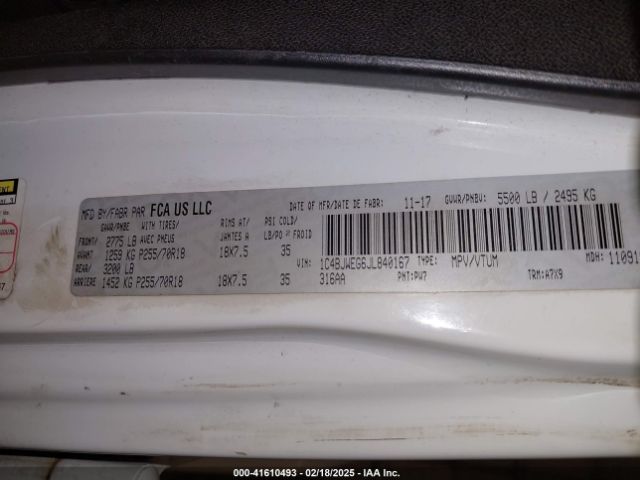 MFD BY/FABR PAR FCA US LLC DATE OF MFR/DATE DE FABR: 11-17 GVWR/PNBV: 5500 LB / 2495 KG
GAWR/PNBE WITH TIRES/ RIMS AT/ PSI COLD/
AVEC PNEUS JANTES A LB/PO² FROID
FRONT/ 2775 LB
AVANT 1259 KG P255/70R18 18X7.5 35
REAR/ 3200 LB
ARRIERE 1452 KG P255/70R18 18X7.5 35
VIN: 1C4BJWEG6JL840167 TYPE: MPV/VTUM MDH: 11091
316AA PNT: PW7 TRM: A7X9
000-41610493 - 02/18/2025 - IAA Inc.